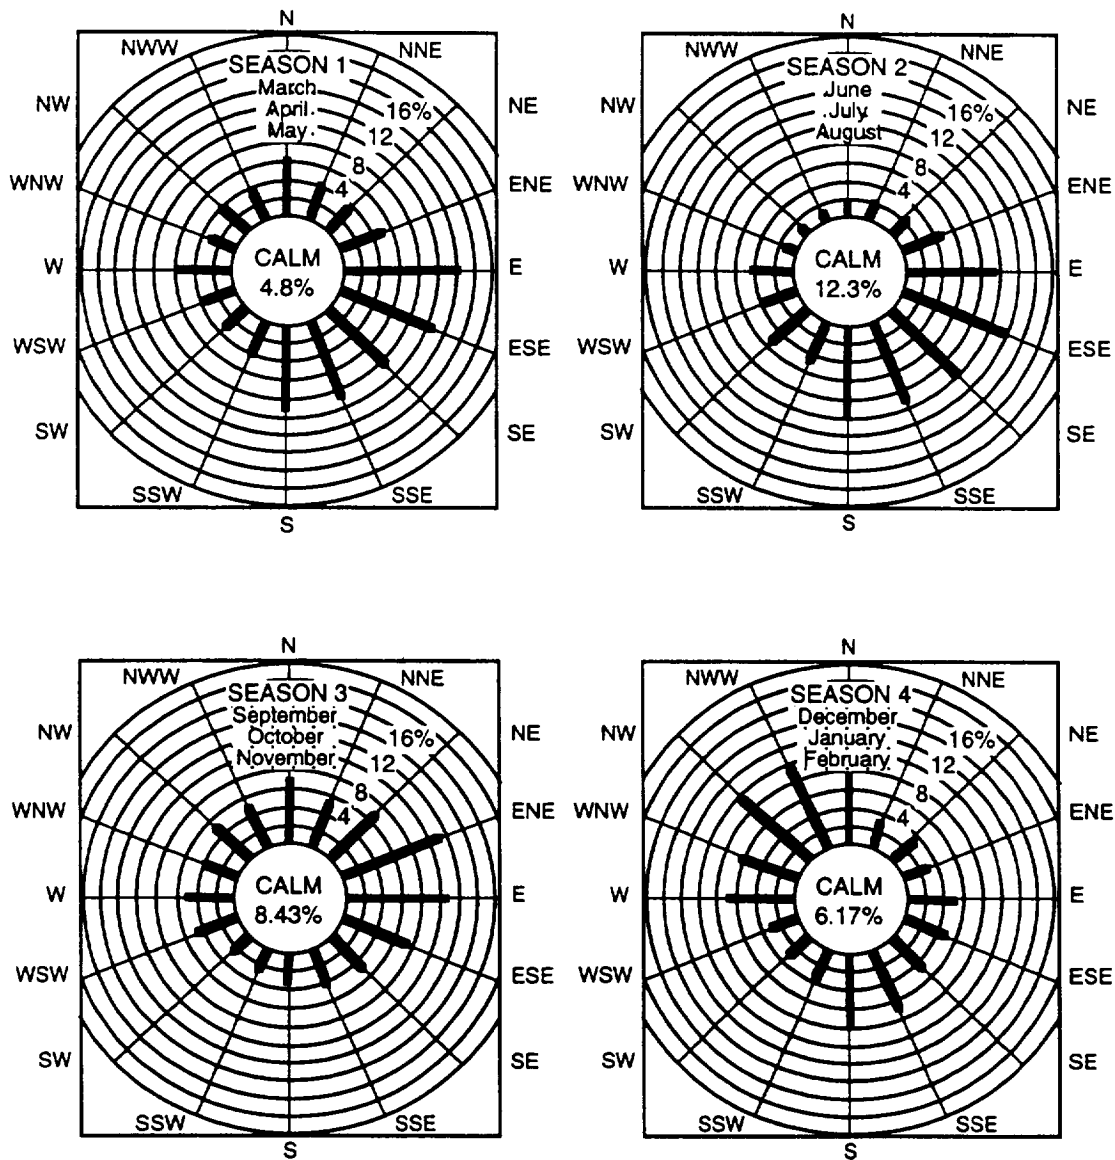 N
NWW
NNE
SEASON 1
March
April
May
NW
NE
16%
12
8
4
WNW
ENE
W
CALM
4.8%
E
WSW
ESE
SW
SE
SSW
SSE
S
N
NWW
NNE
SEASON 2
June
July
August
NW
NE
16%
12
8
4
WNW
ENE
W
CALM
12.3%
E
WSW
ESE
SW
SE
SSW
SSE
S
N
NWW
NNE
SEASON 3
September
October
November
NW
NE
16%
12
8
4
WNW
ENE
W
CALM
8.43%
E
WSW
ESE
SW
SE
SSW
SSE
S
N
NWW
NNE
SEASON 4
December
January
February
NW
NE
16%
12
8
4
WNW
ENE
W
CALM
6.17%
E
WSW
ESE
SW
SE
SSW
SSE
S